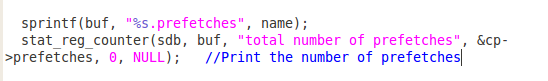 sprintf(buf, "%s.prefetches", name);
stat_reg_counter(sdb, buf, "total number of prefetches", &cp-
>prefetches, 0, NULL);   //Print the number of prefetches